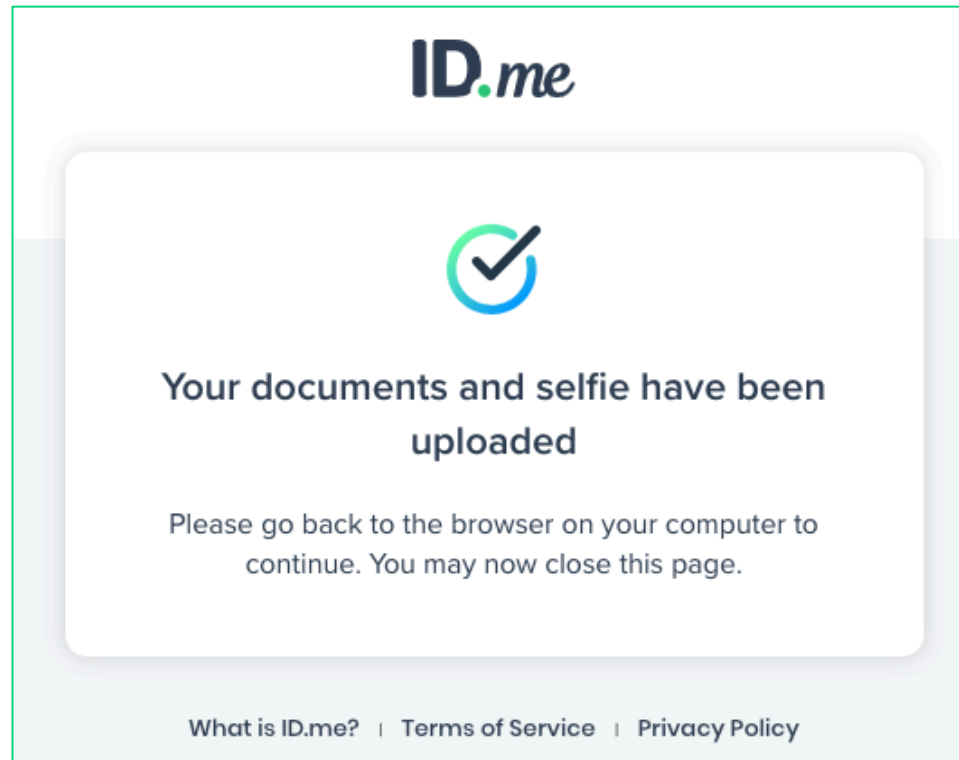 ID.me
Your documents and selfie have been
uploaded
Please go back to the browser on your computer to
continue. You may now close this page.
What is ID.me? | Terms of Service | Privacy Policy